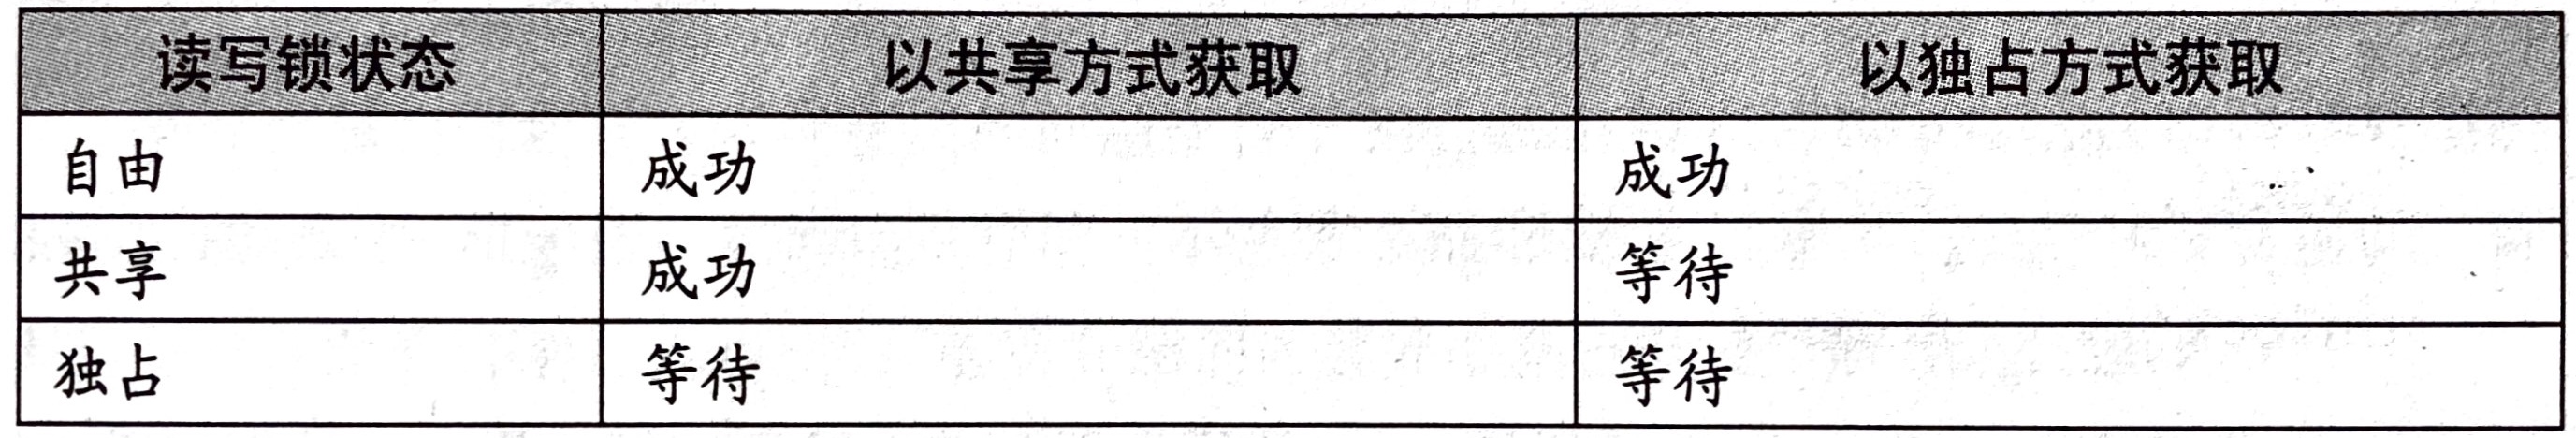 读写锁状态 以共享方式获取 以独占方式获取
自由 成功 成功
共享 成功 等待
独占 等待 等待